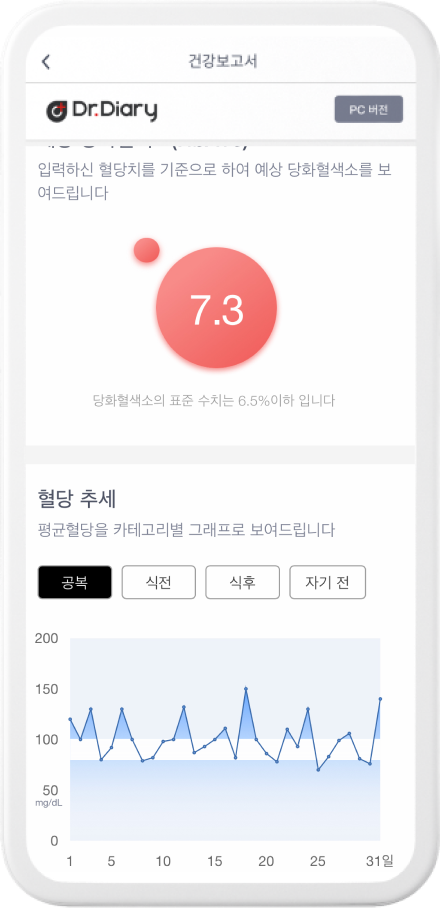 건강보고서
Dr.Diary
PC 버전
입력하신 혈당치를 기준으로 하여 예상 당화혈색소를 보
여드립니다
7.3
당화혈색소의 표준 수치는 6.5%이하 입니다
혈당 추세
평균혈당을 카테고리별 그래프로 보여드립니다
공복 식전 식후 자기 전
200
150
100
50
mg/dL
0
1 5 10 15 20 25 31일